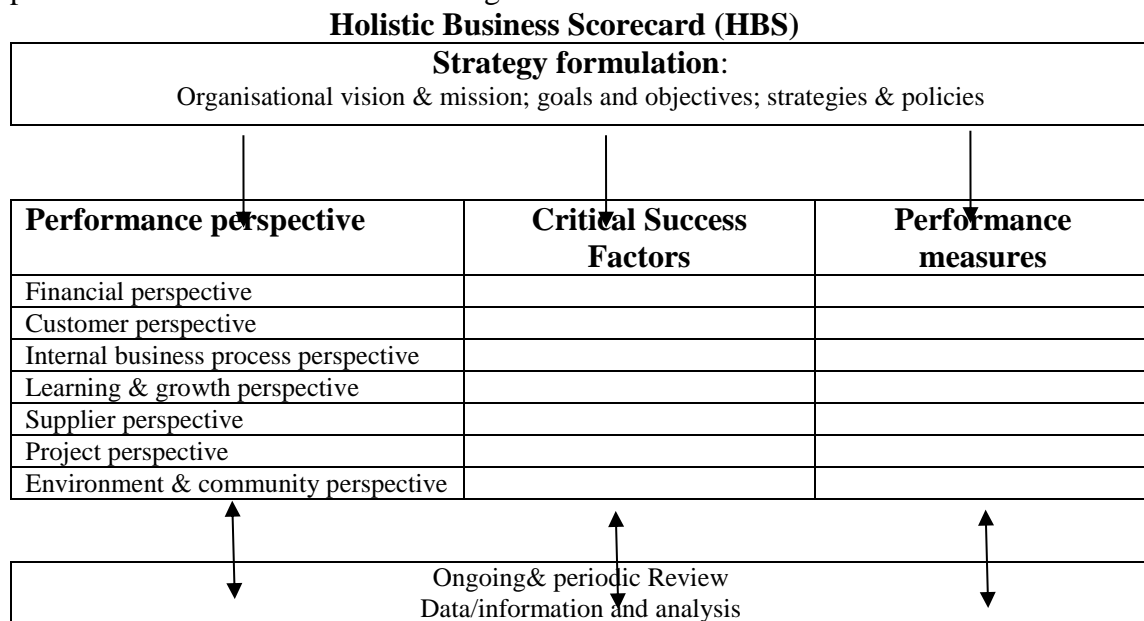 Holistic Business Scorecard (HBS)
Strategy formulation:
Organisational vision & mission; goals and objectives; strategies & policies
Performance perspective
Critical Success
Factors
Performance
measures
Financial perspective
Customer perspective
Internal business process perspective
Learning & growth perspective
Supplier perspective
Project perspective
Environment & community perspective
Ongoing& periodic Review
Data/information and analysis